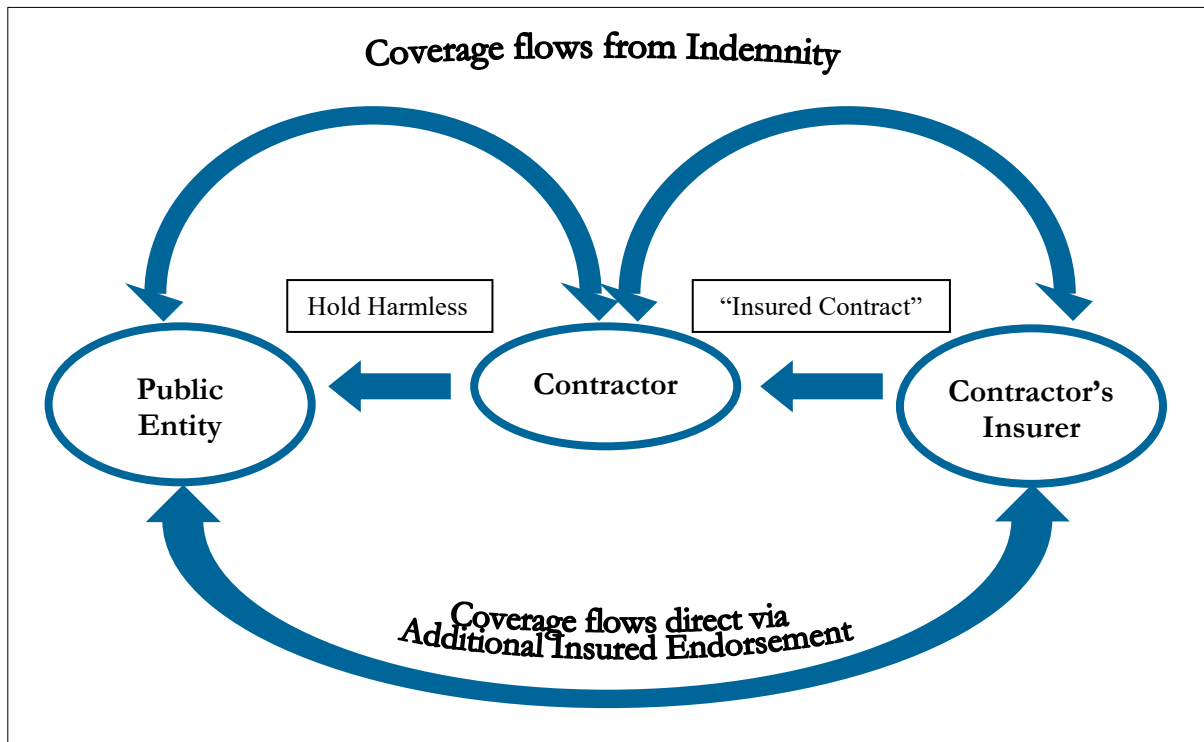 Coverage flows from Indemnity
Hold Harmless
“Insured Contract”
Public
Entity
Contractor
Contractor’s
Insurer
Coverage flows direct via
Additional Insured Endorsement